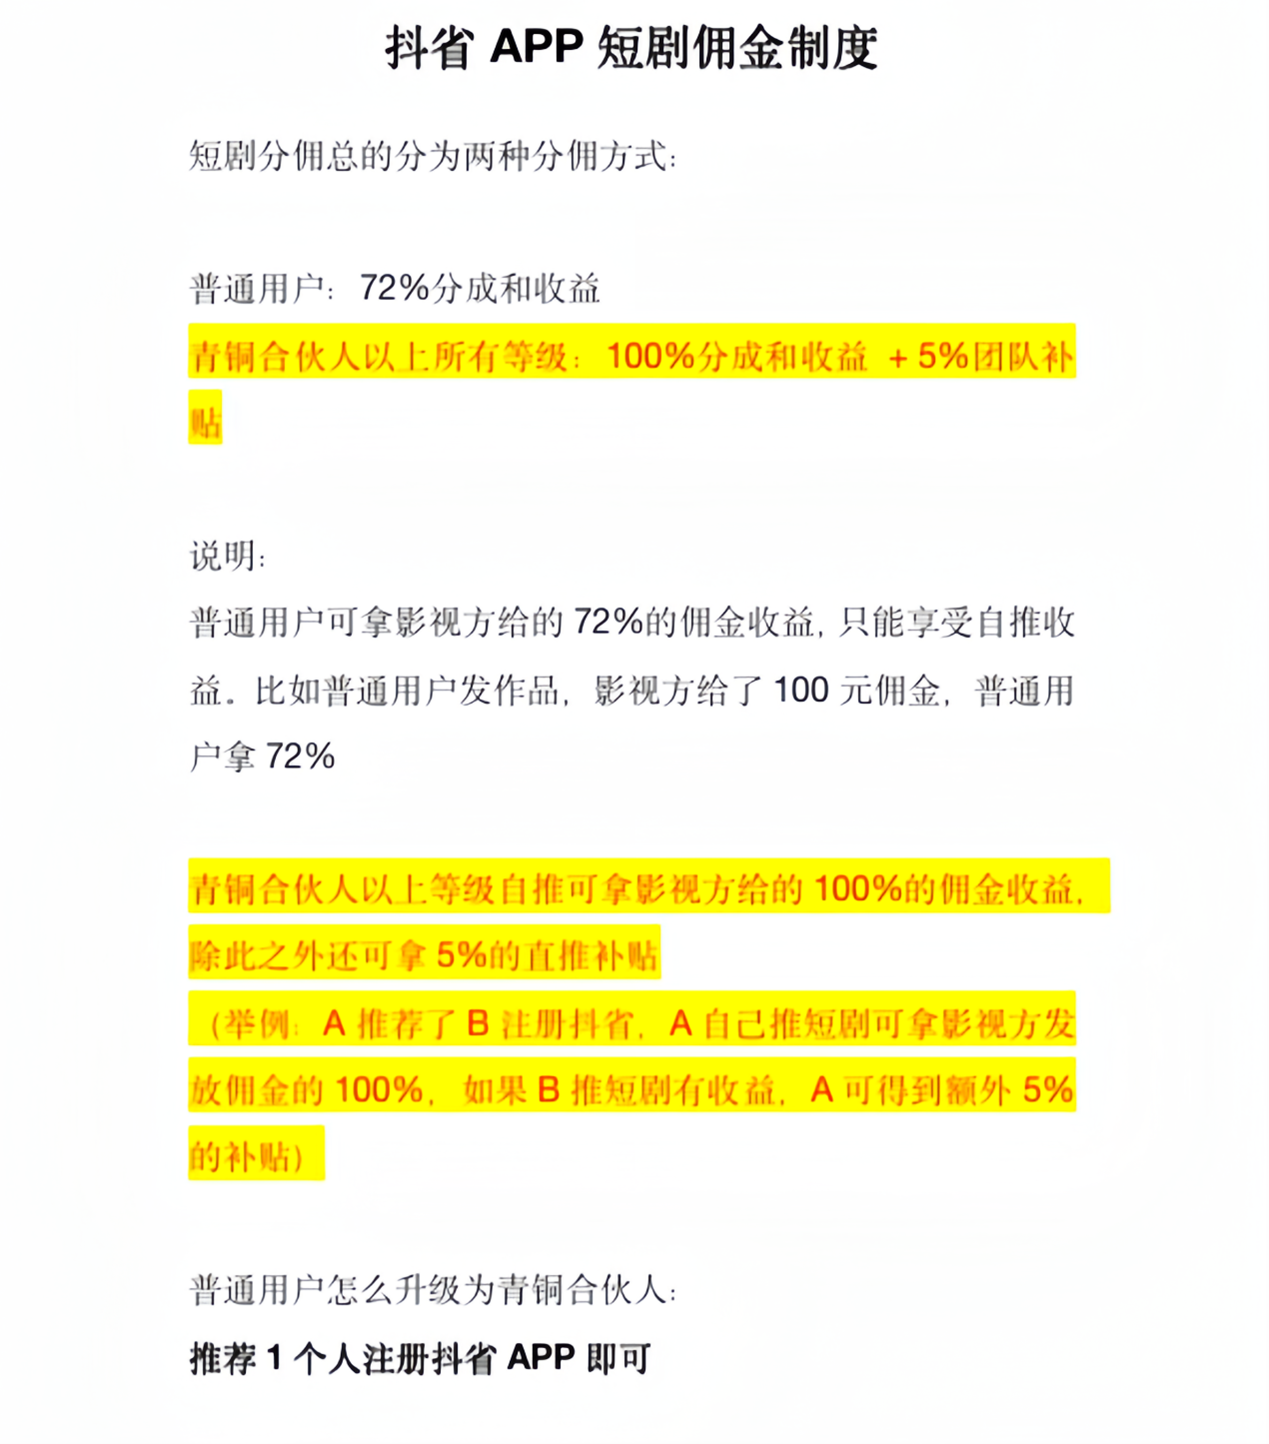 抖省 APP 短剧佣金制度
短剧分佣总的分为两种分佣方式：
普通用户： 72%分成和收益
青铜合伙人以上所有等级： 100%分成和收益 + 5%团队补
贴
说明：
普通用户可拿影视方给的 72%的佣金收益，只能享受自推收
益。比如普通用户发作品，影视方给了 100 元佣金，普通用
户拿 72%
青铜合伙人以上等级自推可拿影视方给的 100%的佣金收益，
除此之外还可拿 5%的直推补贴
（举例：A 推荐了 B 注册抖省，A 自己推短剧可拿影视方发
放佣金的 100%，如果 B 推短剧有收益，A 可得到额外 5%
的补贴）
普通用户怎么升级为青铜合伙人：
推荐 1 个人注册抖省 APP 即可